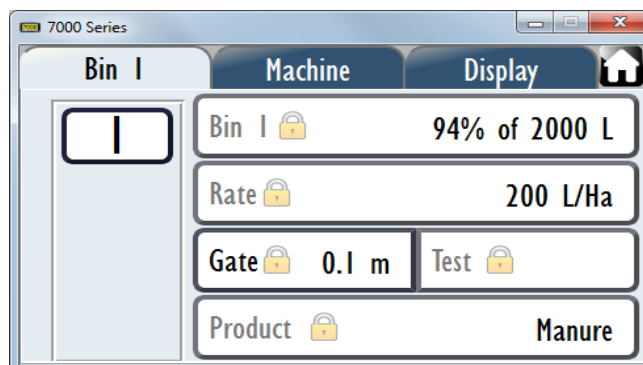 7000 Series
Bin 1 Machine Display
1
Bin 1 94% of 2000 L
Rate 200 L/Ha
Gate 0.1 m Test
Product Manure